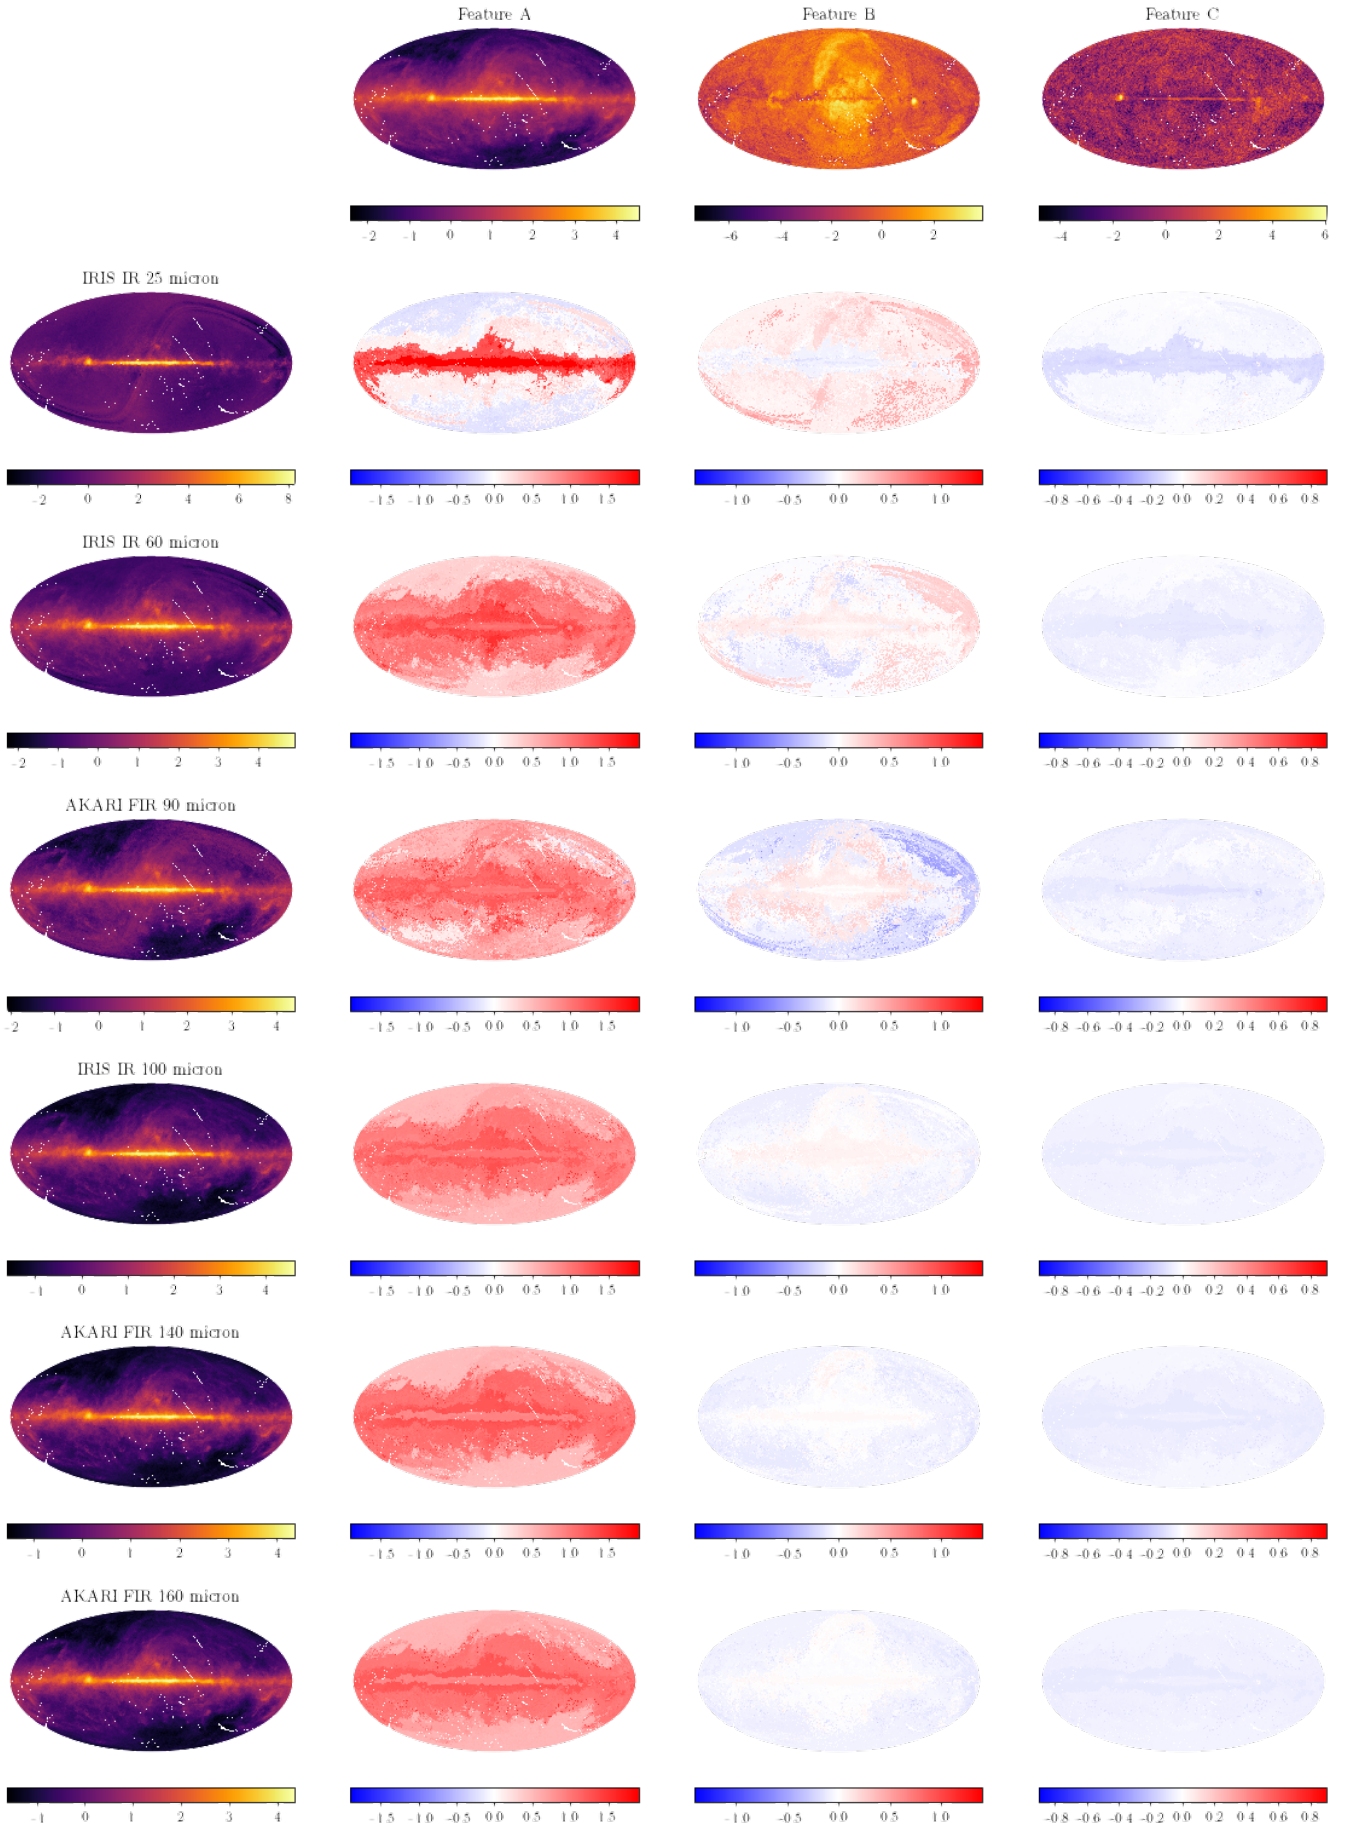 Feature A Feature B Feature C
-2 -1 0 1 2 3 4 -6 -4 -2 0 2 -4 -2 0 2 4 6
IRIS IR 25 micron
-2 0 2 4 6 8 -1.5 -1.0 -0.5 0.0 0.5 1.0 1.5 -1.0 -0.5 0.0 0.5 1.0 -0.8 -0.6 -0.4 -0.2 0.0 0.2 0.4 0.6 0.8
IRIS IR 60 micron
-2 -1 0 1 2 3 4 -1.5 -1.0 -0.5 0.0 0.5 1.0 1.5 -1.0 -0.5 0.0 0.5 1.0 -0.8 -0.6 -0.4 -0.2 0.0 0.2 0.4 0.6 0.8
AKARI FIR 90 micron
-2 -1 0 1 2 3 4 -1.5 -1.0 -0.5 0.0 0.5 1.0 1.5 -1.0 -0.5 0.0 0.5 1.0 -0.8 -0.6 -0.4 -0.2 0.0 0.2 0.4 0.6 0.8
IRIS IR 100 micron
-1 0 1 2 3 4 -1.5 -1.0 -0.5 0.0 0.5 1.0 1.5 -1.0 -0.5 0.0 0.5 1.0 -0.8 -0.6 -0.4 -0.2 0.0 0.2 0.4 0.6 0.8
AKARI FIR 140 micron
-1 0 1 2 3 4 -1.5 -1.0 -0.5 0.0 0.5 1.0 1.5 -1.0 -0.5 0.0 0.5 1.0 -0.8 -0.6 -0.4 -0.2 0.0 0.2 0.4 0.6 0.8
AKARI FIR 160 micron
-1 0 1 2 3 4 -1.5 -1.0 -0.5 0.0 0.5 1.0 1.5 -1.0 -0.5 0.0 0.5 1.0 -0.8 -0.6 -0.4 -0.2 0.0 0.2 0.4 0.6 0.8